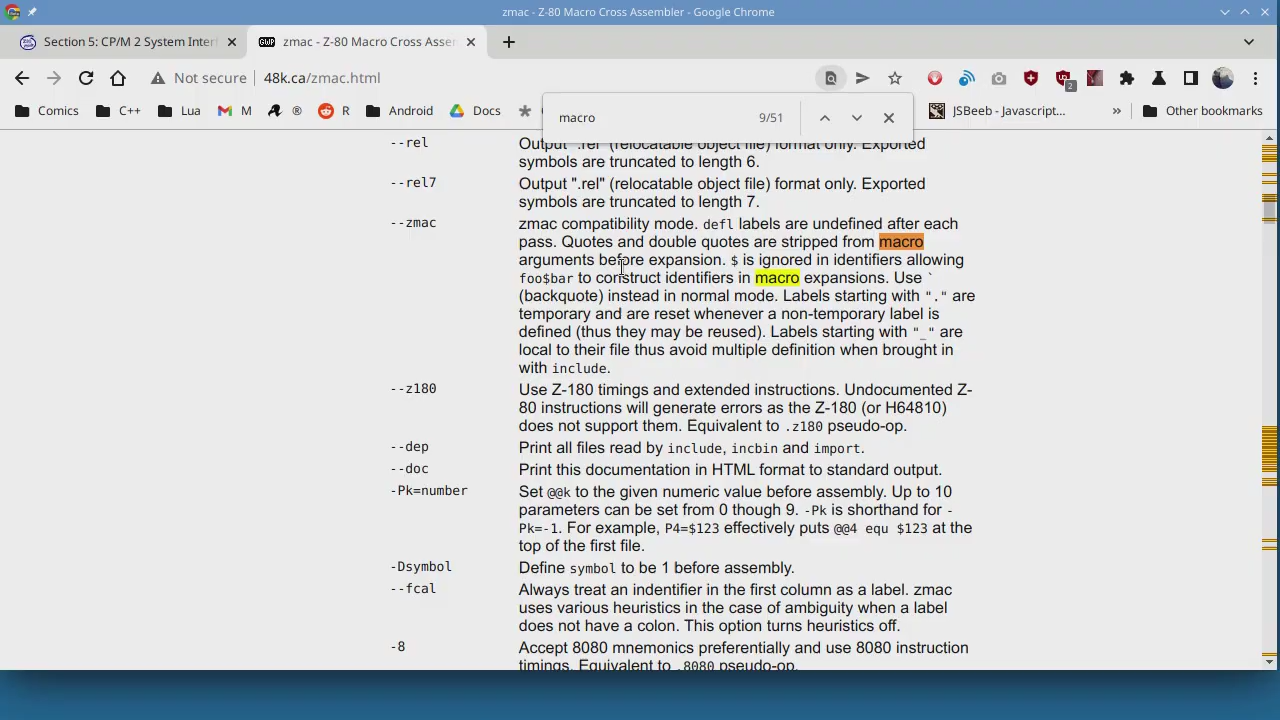 zmac - Z-80 Macro Cross Assembler - Google Chrome
Section 5: CP/M 2 System Inter
GWP zmac - Z-80 Macro Cross Asser
Not secure 48k.ca/zmac.html
2
Comics C++ Lua M ® R Android Docs JSBeeb - Javascript... » Other bookmarks
macro 9/51
--rel Output ".rel" (relocatable object file) format only. Exported
symbols are truncated to length 6.
--rel7 Output ".rel" (relocatable object file) format only. Exported
symbols are truncated to length 7.
--zmac zmac compatibility mode. defl labels are undefined after each
pass. Quotes and double quotes are stripped from macro
arguments before expansion. $ is ignored in identifiers allowing
foo$bar to construct identifiers in macro expansions. Use `
(backquote) instead in normal mode. Labels starting with "." are
temporary and are reset whenever a non-temporary label is
defined (thus they may be reused). Labels starting with "_" are
local to their file thus avoid multiple definition when brought in
with include.
--z180 Use Z-180 timings and extended instructions. Undocumented Z-
80 instructions will generate errors as the Z-180 (or H64810)
does not support them. Equivalent to .z180 pseudo-op.
--dep Print all files read by include, incbin and import.
--doc Print this documentation in HTML format to standard output.
-Pk=number Set @@k to the given numeric value before assembly. Up to 10
parameters can be set from 0 though 9. -Pk is shorthand for -
Pk=-1. For example, P4=$123 effectively puts @@4 equ $123 at the
top of the first file.
-Dsymbol Define symbol to be 1 before assembly.
--fcal Always treat an indentifier in the first column as a label. zmac
uses various heuristics in the case of ambiguity when a label
does not have a colon. This option turns heuristics off.
-8 Accept 8080 mnemonics preferentially and use 8080 instruction
timings. Equivalent to .8080 pseudo-op.